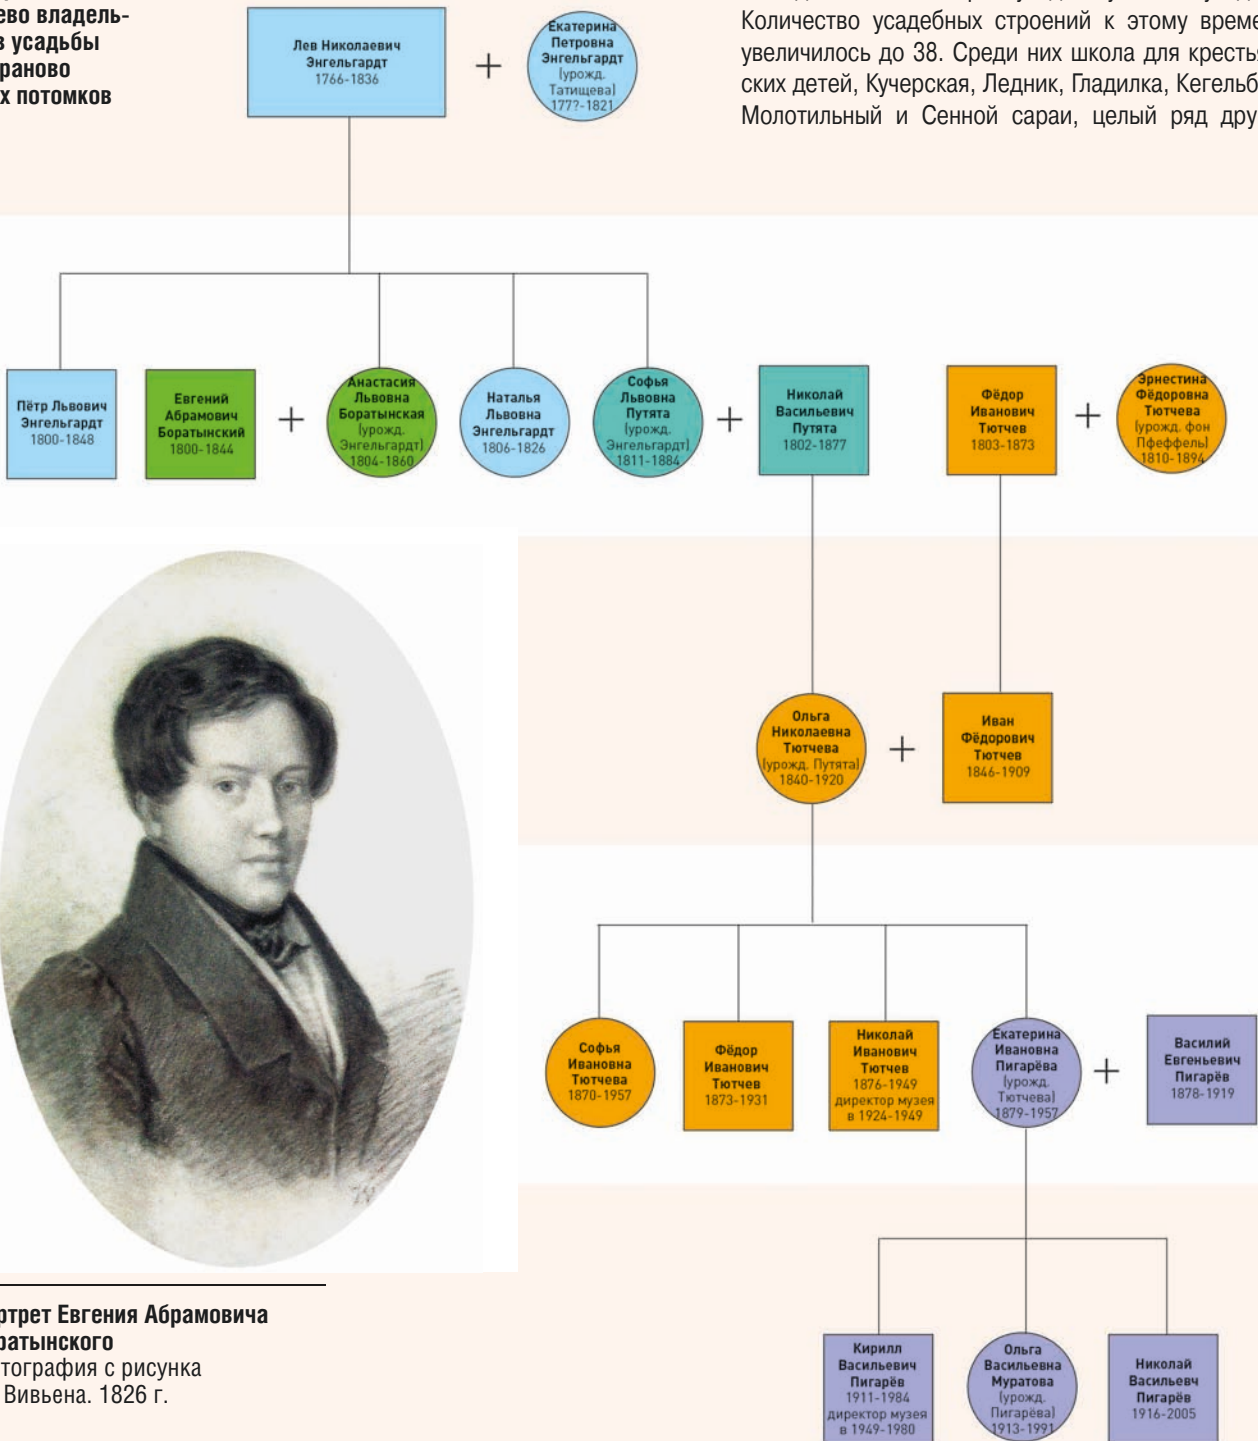 ево владель-
в усадьбы
раново
х потомков
Количество усадебных строений к этому време
увеличилось до 38. Среди них школа для крестья
ских детей, Кучерская, Ледник, Гладилка, Кегельб
Молотильный и Сенной сараи, целый ряд дру
Лев Николаевич
Энгельгардт
1766-1836
+
Екатерина
Петровна
Энгельгардт
(урожд.
Татищева)
177?-1821
Пётр Львович
Энгельгардт
1800-1848
Евгений
Абрамович
Боратынский
1800-1844
+
Анастасия
Львовна
Боратынская
(урожд.
Энгельгардт)
1804-1860
Наталья
Львовна
Энгельгардт
1806-1826
Софья
Львовна
Путята
(урожд.
Энгельгардт)
1811-1884
+
Николай
Васильевич
Путята
1802-1877
Фёдор
Иванович
Тютчев
1803-1873
+
Эрнестина
Фёдоровна
Тютчева
(урожд. фон
Пфеффель)
1810-1894
Ольга
Николаевна
Тютчева
(урожд. Путята)
1840-1920
+
Иван
Фёдорович
Тютчев
1846-1909
Софья
Ивановна
Тютчева
1870-1957
Фёдор
Иванович
Тютчев
1873-1931
Николай
Иванович
Тютчев
1876-1949
директор музея
в 1924-1949
Екатерина
Ивановна
Пигарёва
(урожд.
Тютчева)
1879-1957
+
Василий
Евгеньевич
Пигарёв
1878-1919
Кирилл
Васильевич
Пигарёв
1911-1984
директор музея
в 1949-1980
Ольга
Васильевна
Муратова
(урожд.
Пигарёва)
1913-1991
Николай
Васильевч
Пигарёв
1916-2005
ртрет Евгения Абрамовича
ратынского
тография с рисунка
Вивьена. 1826 г.